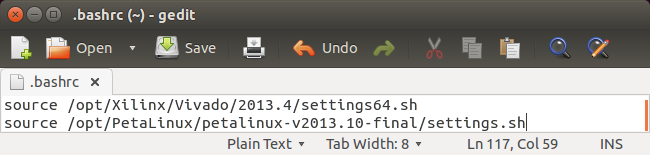 .bashrc (~) - gedit
Open
Save
Undo
.bashrc
source /opt/Xilinx/Vivado/2013.4/settings64.sh
source /opt/PetaLinux/petalinux-v2013.10-final/settings.sh
Plain Text
Tab Width: 8
Ln 117, Col 59
INS